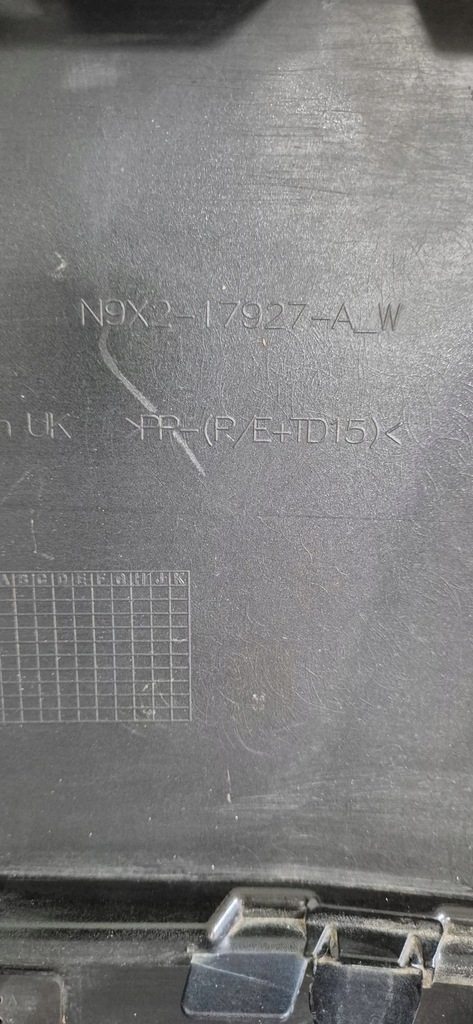 N9X2-17927-A_W
n UK >PP-(R/E+TD15)<
A B C D E F G H J K